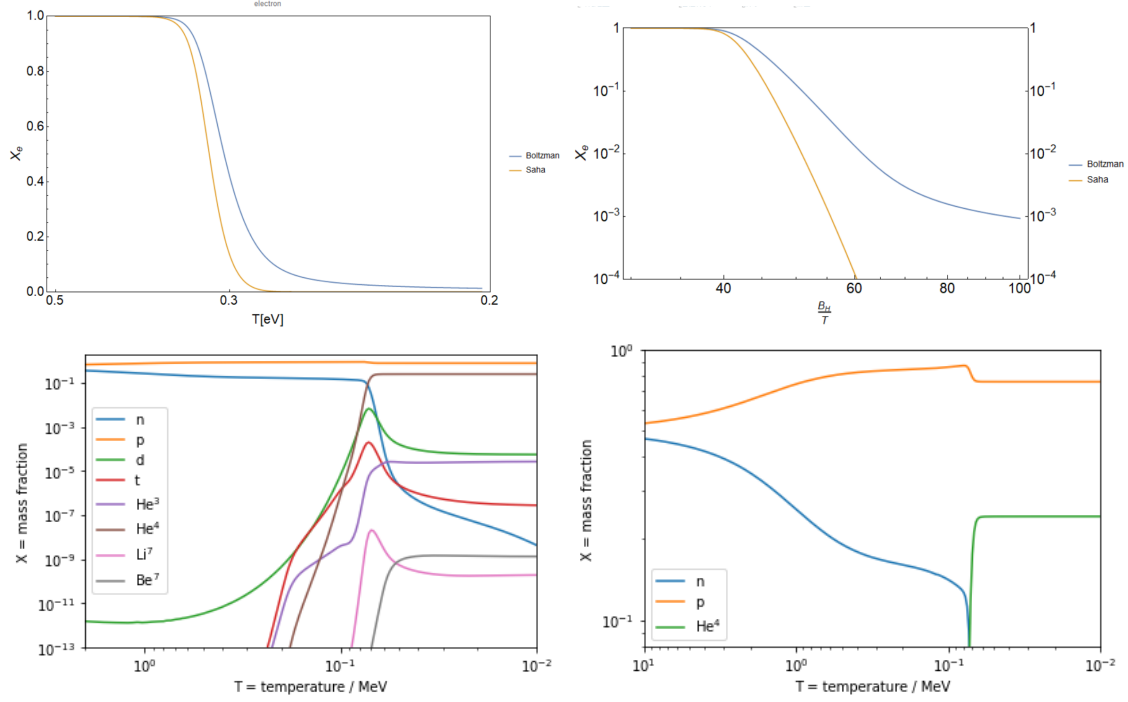 electron
1.0
0.8
0.6
0.4
0.2
0.0
X_e
0.5
0.3
0.2
T[eV]
Boltzman
Saha
1
10^-1
10^-2
10^-3
10^-4
X_e
1
10^-1
10^-2
10^-3
10^-4
40
60
80
100
B_H
T
Boltzman
Saha
10^-1
10^-3
10^-5
10^-7
10^-9
10^-11
10^-13
X = mass fraction
n
p
d
t
He^3
He^4
Li^7
Be^7
10^0
10^-1
10^-2
T = temperature / MeV
10^0
10^-1
X = mass fraction
n
p
He^4
10^1
10^0
10^-1
10^-2
T = temperature / MeV